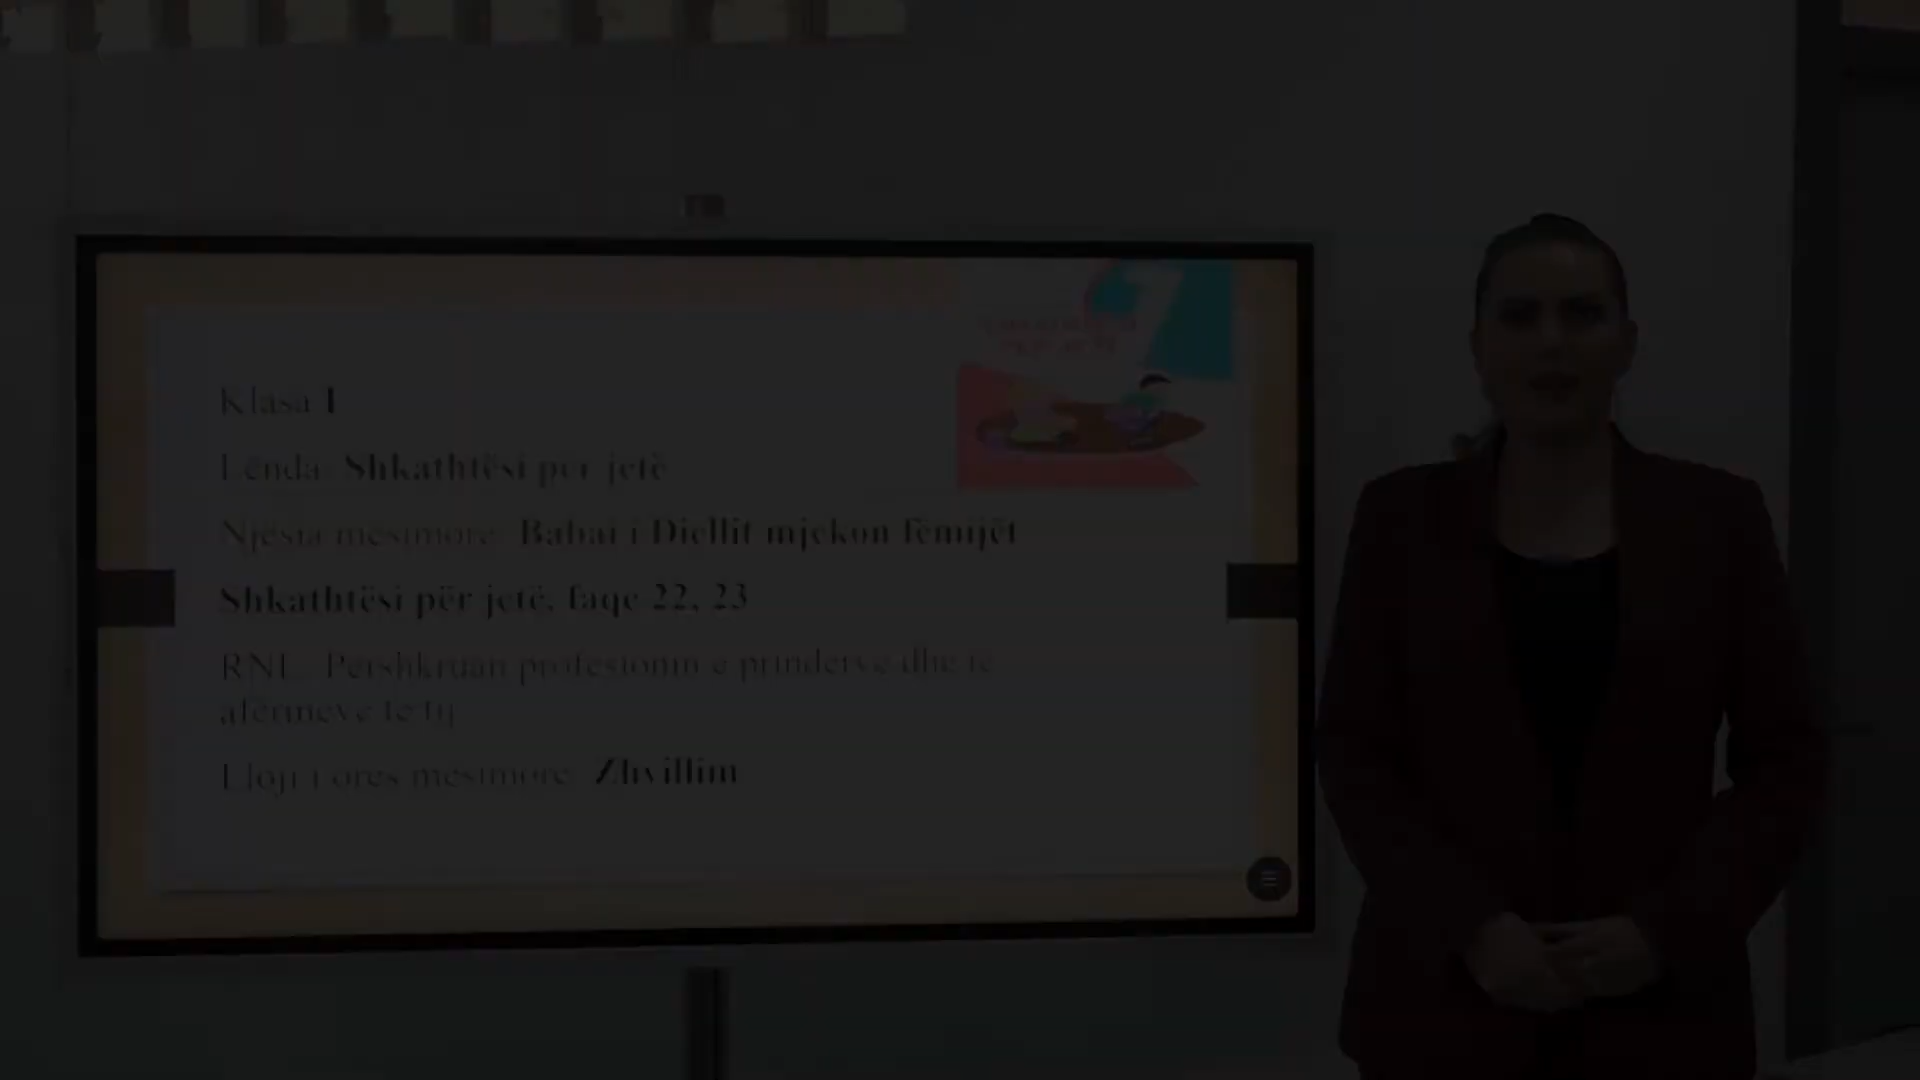 Klasa I
Lënda: Shkathtësi për jetë
Njësia mësimore: Babai i Diellit mjekon fëmijët
Shkathtësi për jetë, faqe 22, 23
RNL: Përshkruan profesionin e prindërve dhe të
afërmeve të tij
Lloji i orës mësimore: Zhvillim